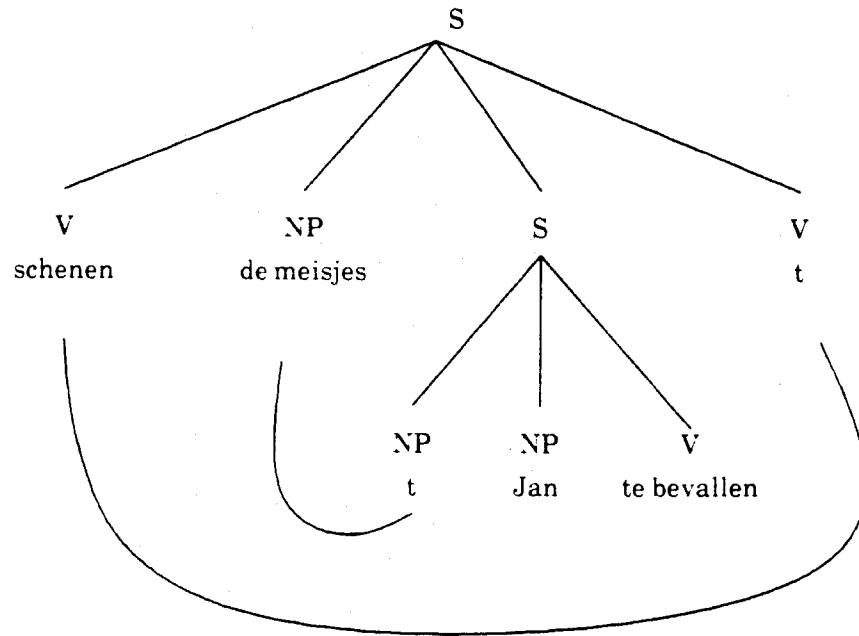 S
V NP S V
schenen de meisjes t
NP NP V
t Jan te bevallen